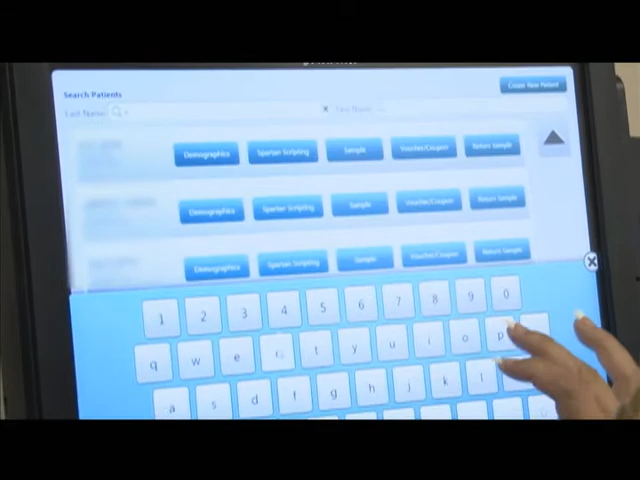 Search Patients
Create New Patient
Last Name:
x
First Name:
Demographics Spartan Scripting Sample Voucher/Coupon Return Sample
Demographics Spartan Scripting Sample Voucher/Coupon Return Sample
Demographics Spartan Scripting Sample Voucher/Coupon Return Sample
X
1 2 3 4 5 6 7 8 9 0
q w e r t y u i o p
a s d f g h j k l